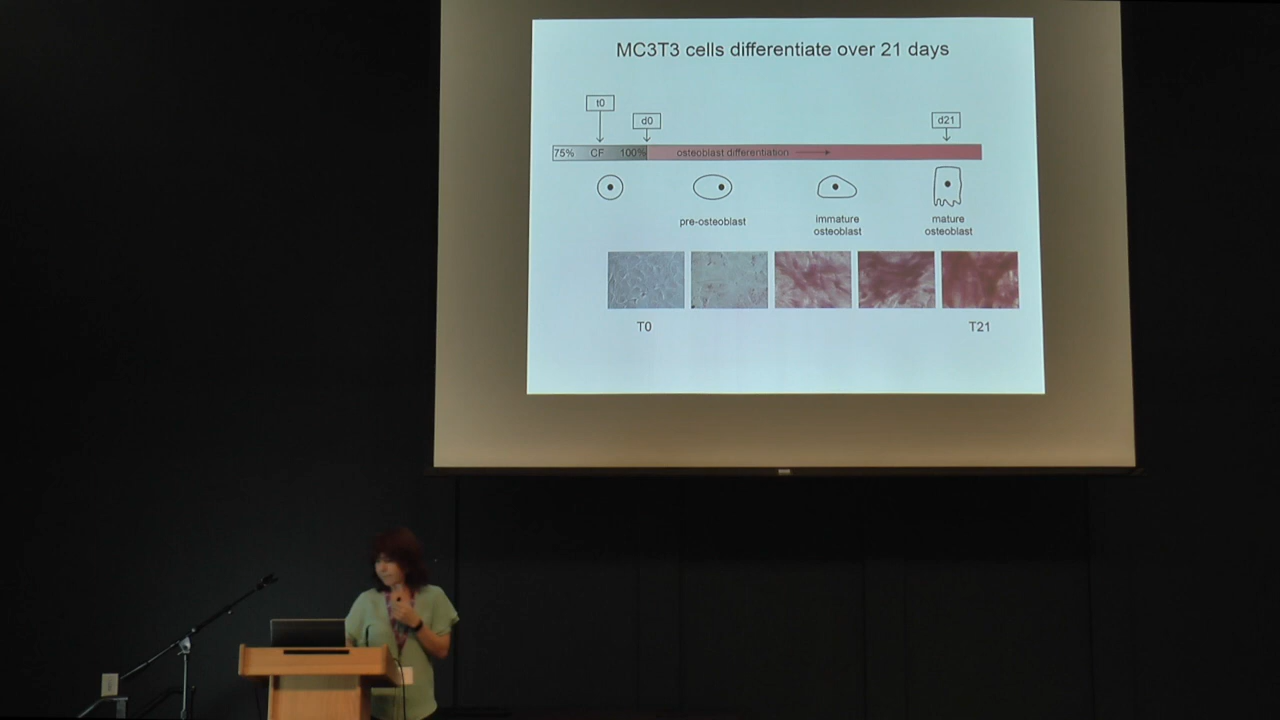 MC3T3 cells differentiate over 21 days
t0
d0
d21
75% CF 100% osteoblast differentiation
pre-osteoblast
immature
osteoblast
mature
osteoblast
T0
T21